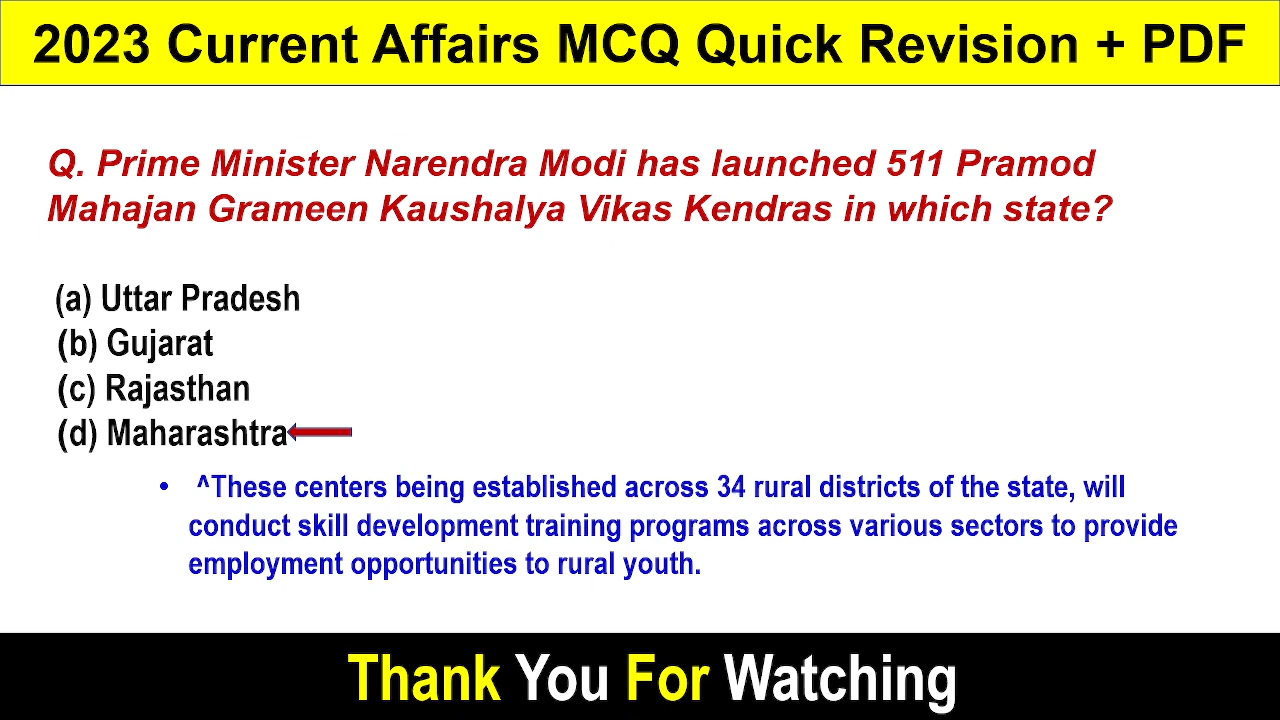 2023 Current Affairs MCQ Quick Revision + PDF
Q. Prime Minister Narendra Modi has launched 511 Pramod
Mahajan Grameen Kaushalya Vikas Kendras in which state?
(a) Uttar Pradesh
(b) Gujarat
(c) Rajasthan
(d) Maharashtra
• ^These centers being established across 34 rural districts of the state, will
conduct skill development training programs across various sectors to provide
employment opportunities to rural youth.
Thank You For Watching